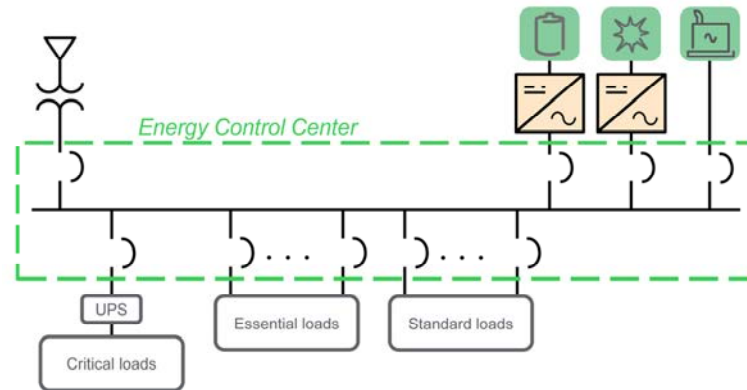 Energy Control Center
UPS
Essential loads
Standard loads
Critical loads